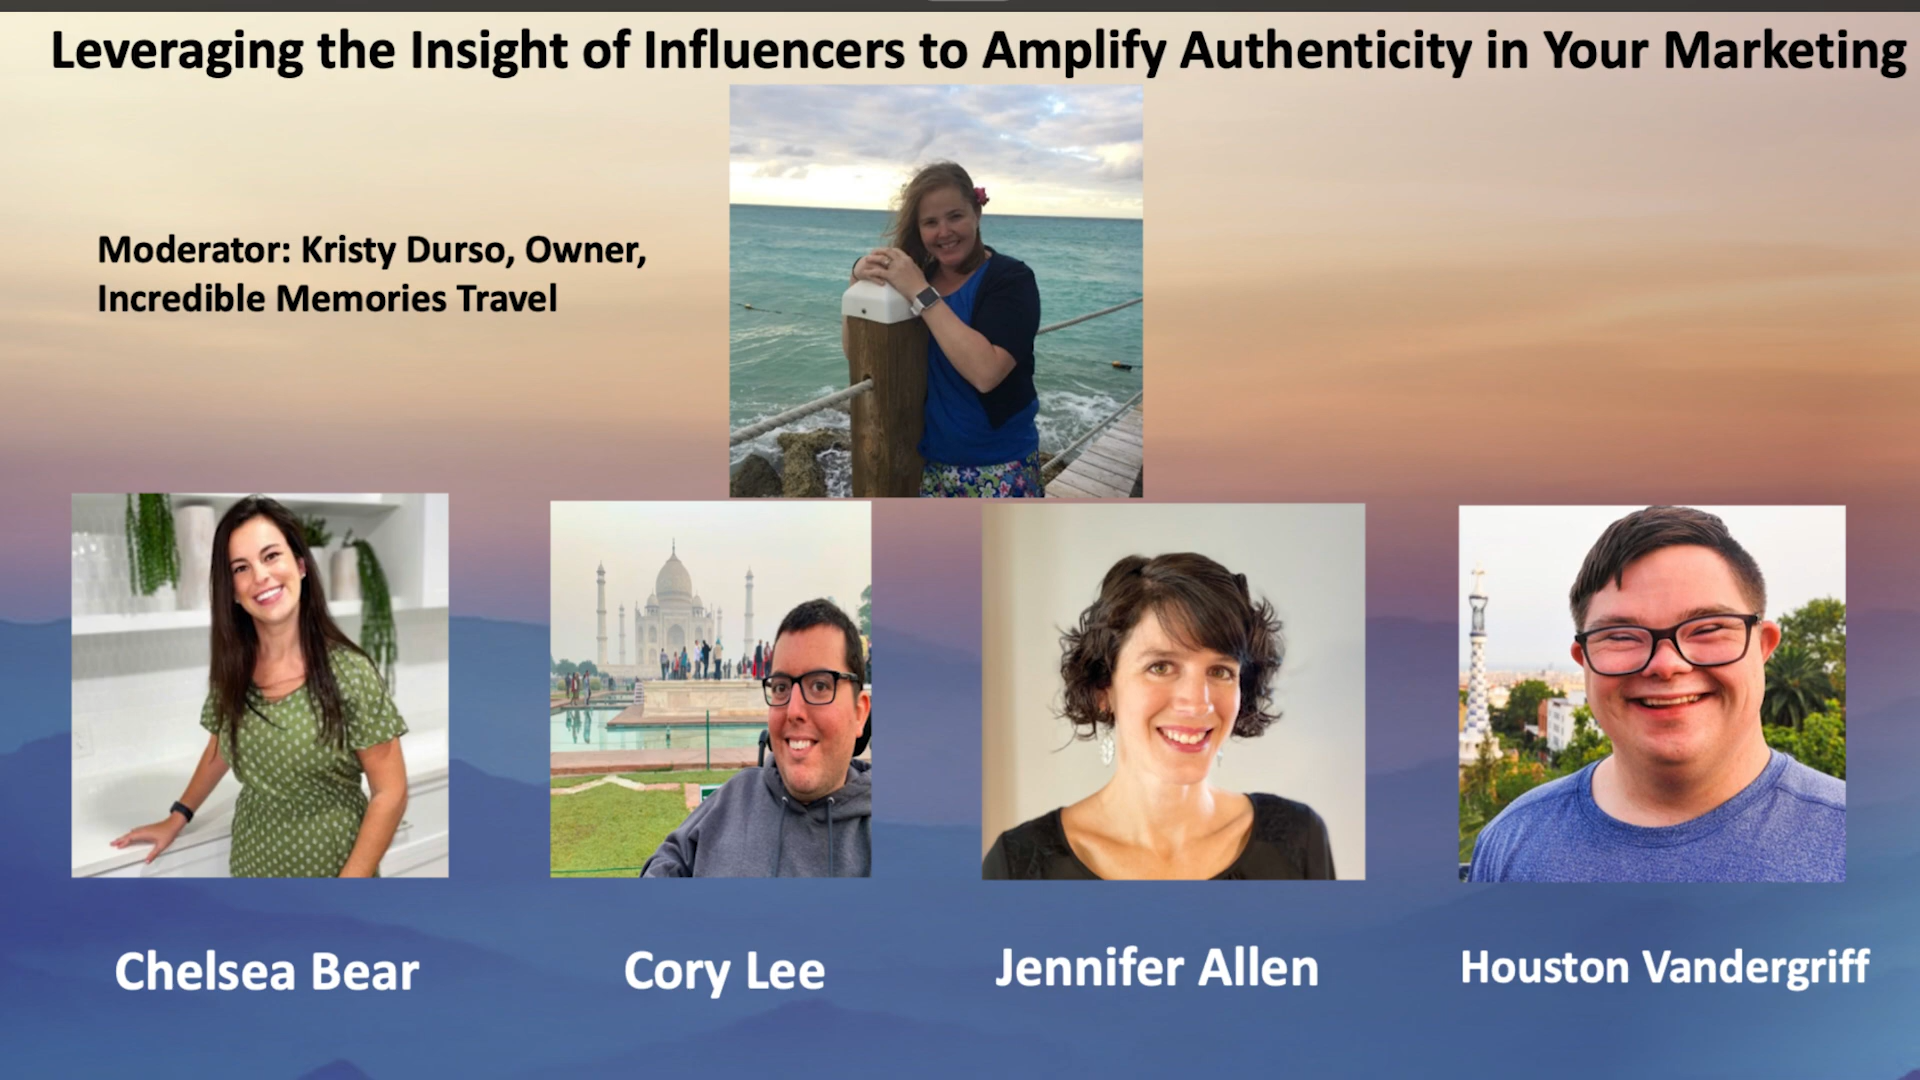 Leveraging the Insight of Influencers to Amplify Authenticity in Your Marketing
Moderator: Kristy Durso, Owner,
Incredible Memories Travel
Chelsea Bear
Cory Lee
Jennifer Allen
Houston Vandergriff